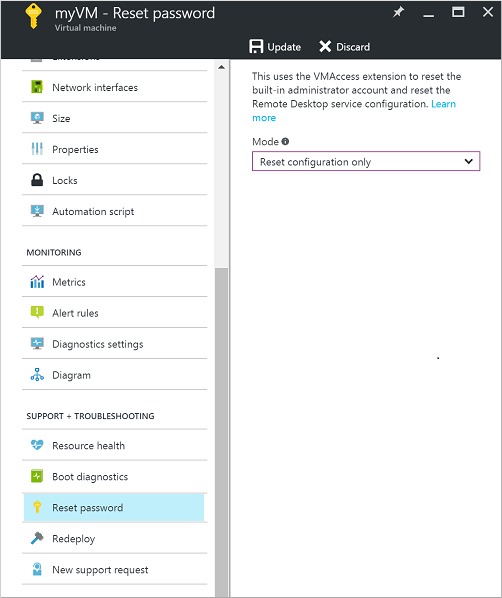 myVM - Reset password
Virtual machine
Update
Discard
Extensions
Network interfaces
Size
Properties
Locks
Automation script
MONITORING
Metrics
Alert rules
Diagnostics settings
Diagram
SUPPORT + TROUBLESHOOTING
Resource health
Boot diagnostics
Reset password
Redeploy
New support request
This uses the VMAccess extension to reset the
built-in administrator account and reset the
Remote Desktop service configuration. Learn
more
Mode
Reset configuration only